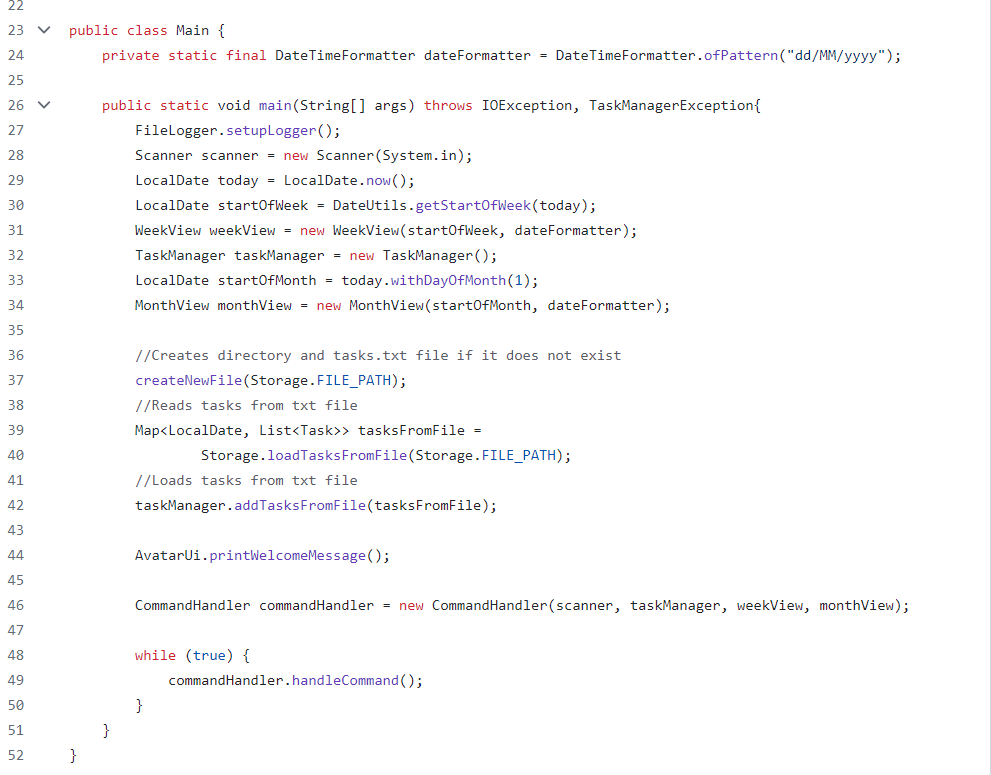 22
23 public class Main {
24     private static final DateTimeFormatter dateFormatter = DateTimeFormatter.ofPattern("dd/MM/yyyy");
25
26     public static void main(String[] args) throws IOException, TaskManagerException{
27         FileLogger.setupLogger();
28         Scanner scanner = new Scanner(System.in);
29         LocalDate today = LocalDate.now();
30         LocalDate startOfWeek = DateUtils.getStartOfWeek(today);
31         WeekView weekView = new WeekView(startOfWeek, dateFormatter);
32         TaskManager taskManager = new TaskManager();
33         LocalDate startOfMonth = today.withDayOfMonth(1);
34         MonthView monthView = new MonthView(startOfMonth, dateFormatter);
35
36         //Creates directory and tasks.txt file if it does not exist
37         createNewFile(Storage.FILE_PATH);
38         //Reads tasks from txt file
39         Map<LocalDate, List<Task>> tasksFromFile =
40                 Storage.loadTasksFromFile(Storage.FILE_PATH);
41         //Loads tasks from txt file
42         taskManager.addTasksFromFile(tasksFromFile);
43
44         AvatarUi.printWelcomeMessage();
45
46         CommandHandler commandHandler = new CommandHandler(scanner, taskManager, weekView, monthView);
47
48         while (true) {
49             commandHandler.handleCommand();
50         }
51     }
52 }